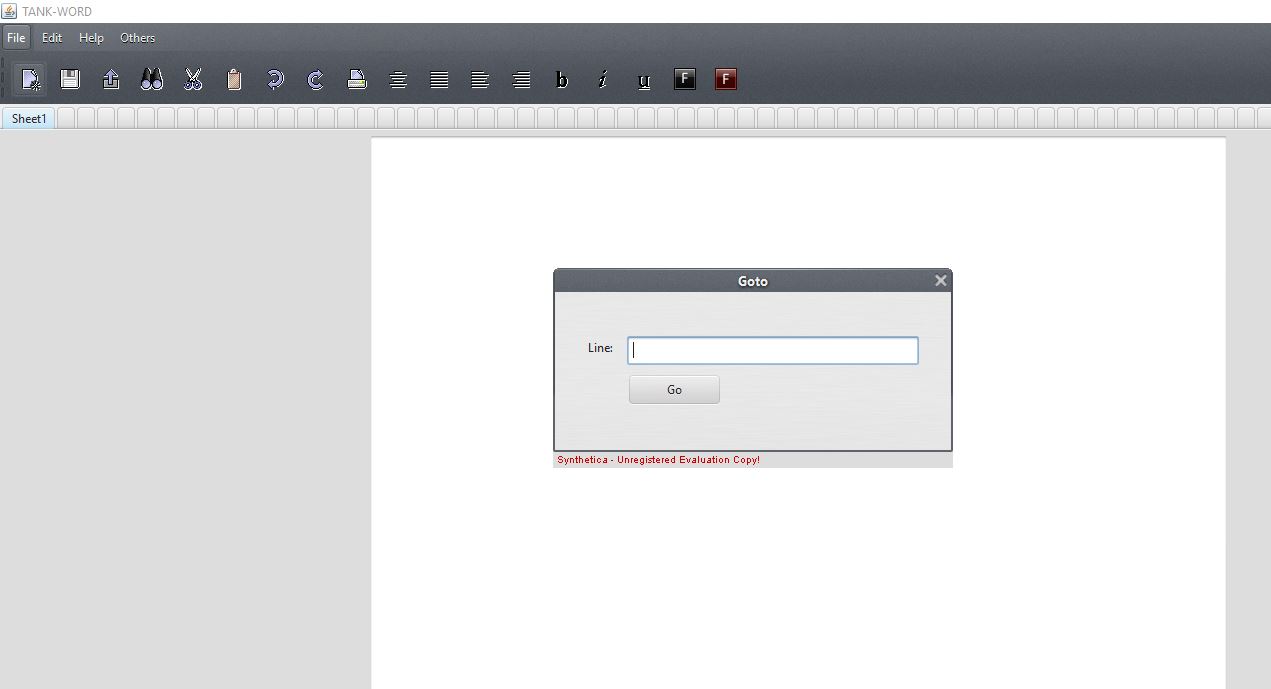 TANK-WORD
File Edit Help Others
b i u F F
Sheet1
Goto
Line:
Go
Synthetica - Unregistered Evaluation Copy!